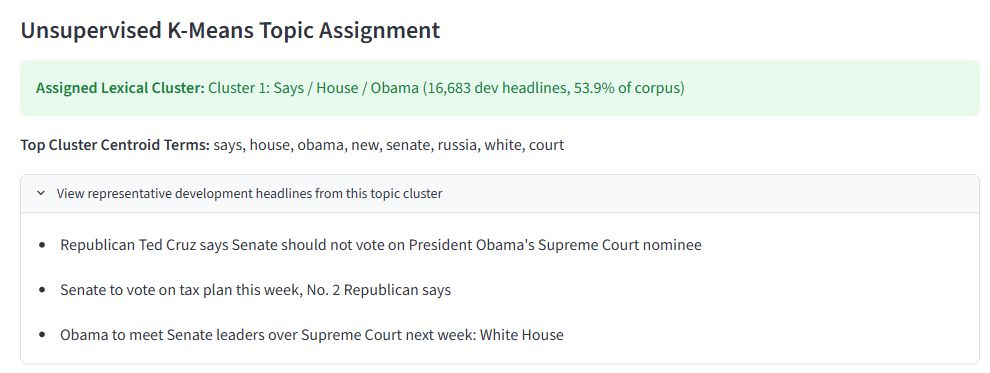 Unsupervised K-Means Topic Assignment
Assigned Lexical Cluster: Cluster 1: Says / House / Obama (16,683 dev headlines, 53.9% of corpus)
Top Cluster Centroid Terms: says, house, obama, new, senate, russia, white, court
View representative development headlines from this topic cluster
Republican Ted Cruz says Senate should not vote on President Obama's Supreme Court nominee
Senate to vote on tax plan this week, No. 2 Republican says
Obama to meet Senate leaders over Supreme Court next week: White House